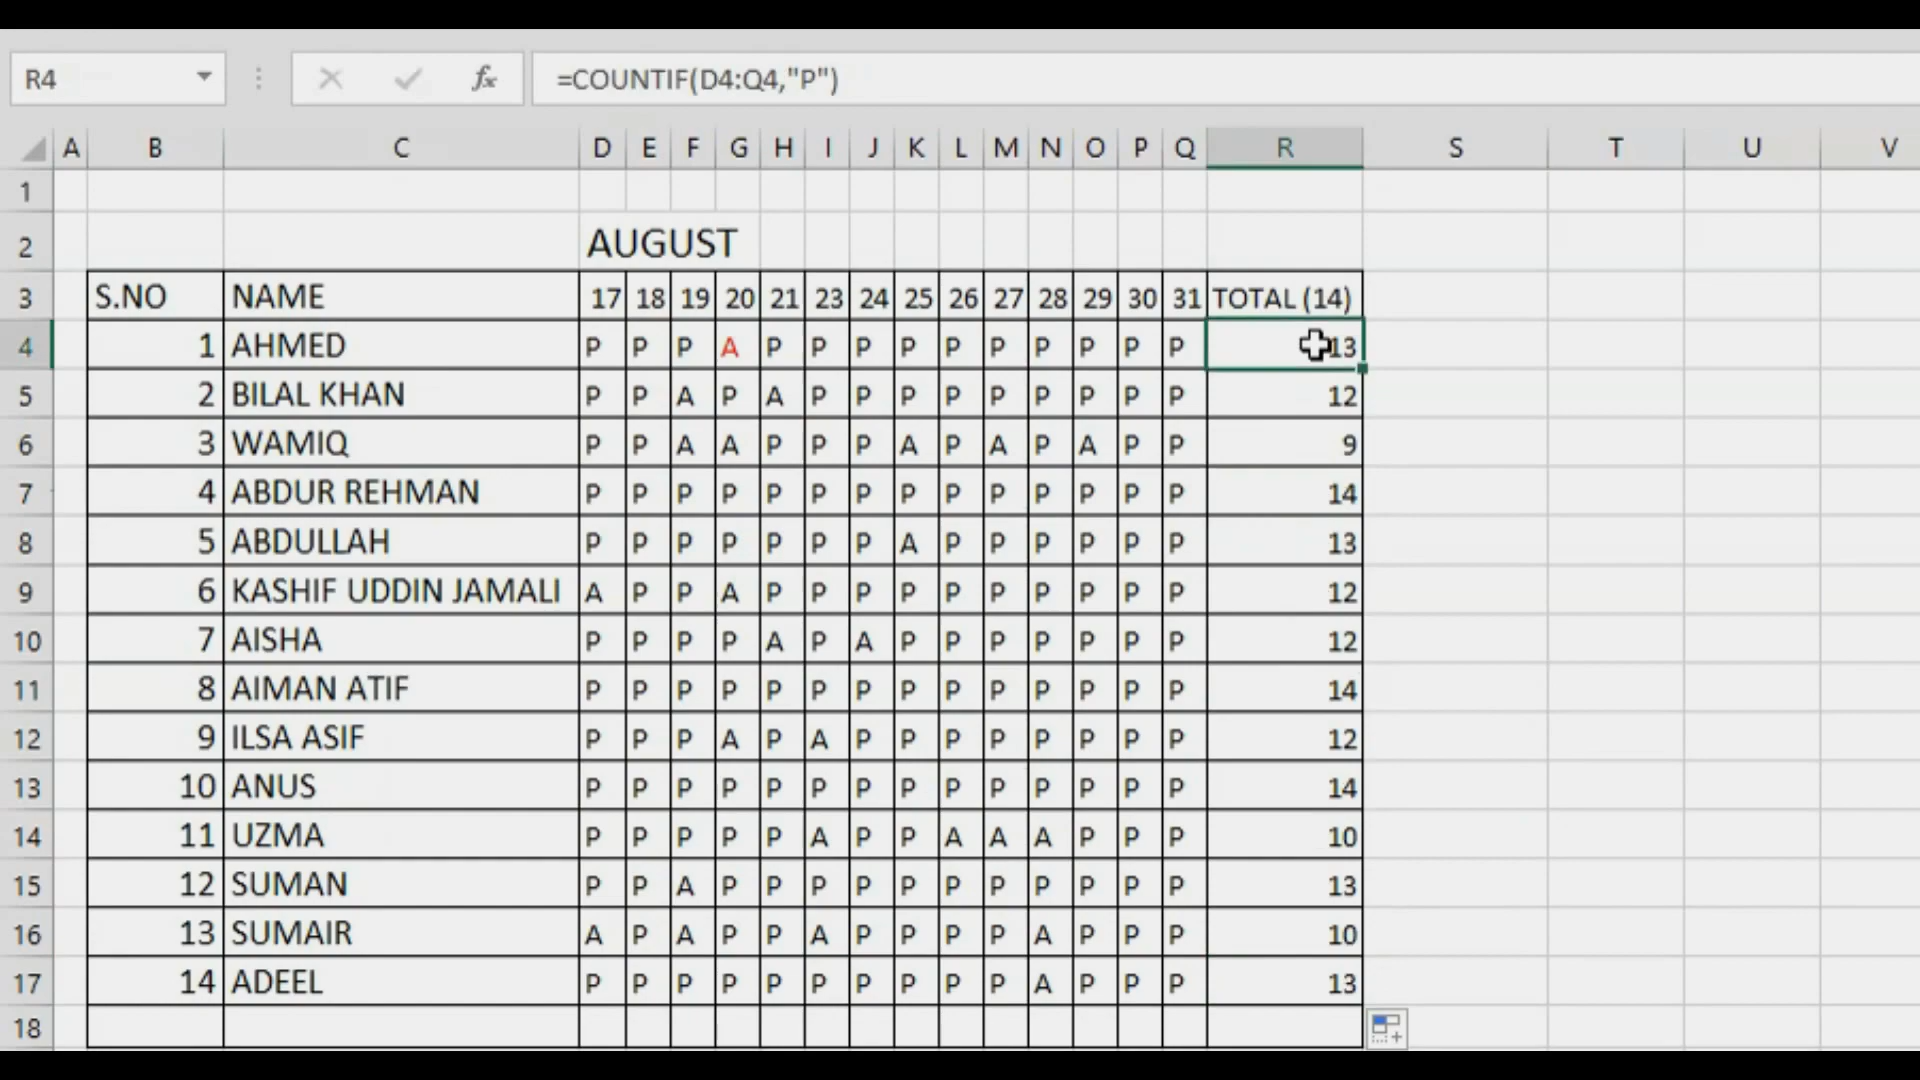 R4 fx =COUNTIF(D4:Q4,"P")
A B C D E F G H I J K L M N O P Q R S T U V
1
2 AUGUST
3 S.NO NAME 17 18 19 20 21 23 24 25 26 27 28 29 30 31 TOTAL (14)
4 1 AHMED P P P A P P P P P P P P P P 13
5 2 BILAL KHAN P P A P A P P P P P P P P P 12
6 3 WAMIQ P P A A P P P A P A P A P P 9
7 4 ABDUR REHMAN P P P P P P P P P P P P P P 14
8 5 ABDULLAH P P P P P P P A P P P P P P 13
9 6 KASHIF UDDIN JAMALI A P P A P P P P P P P P P P 12
10 7 AISHA P P P P A P A P P P P P P P 12
11 8 AIMAN ATIF P P P P P P P P P P P P P P 14
12 9 ILSA ASIF P P P A P A P P P P P P P P 12
13 10 ANUS P P P P P P P P P P P P P P 14
14 11 UZMA P P P P P A P P A A A P P P 10
15 12 SUMAN P P A P P P P P P P P P P P 13
16 13 SUMAIR A P A P P A P P P P A P P P 10
17 14 ADEEL P P P P P P P P P P A P P P 13
18